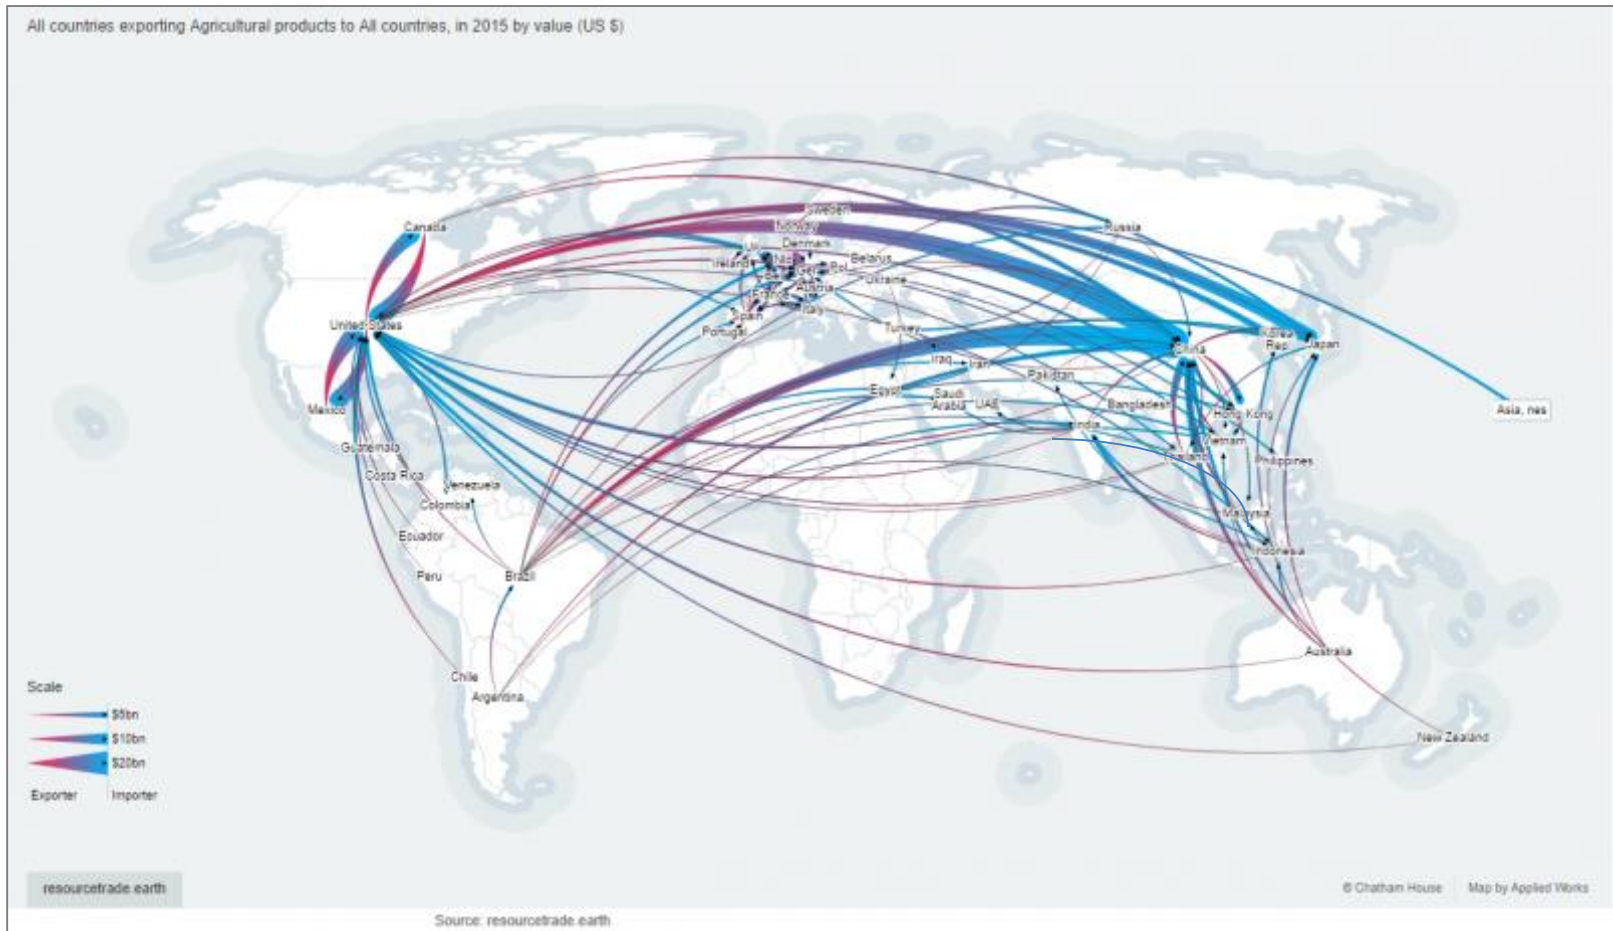 All countries exporting Agricultural products to All countries, in 2015 by value (US $)
Sweden
Canada
Norway
Russia
UK
Denmark
Ireland
Belarus
Pol
Ger
Ukraine
Austria
France
Italy
Spain
United States
Portugal
Turkey
Korea
Rep
Japan
China
Iraq
Iran
Pakistan
Egypt
Saudi
Arabia
UAE
Bangladesh
Mexico
Hong Kong
Asia, nes
India
Vietnam
Guatemala
Thailand
Philippines
Costa Rica
Venezuela
Colombia
Malaysia
Ecuador
Indonesia
Peru
Brazil
Australia
Chile
Argentina
New Zealand
Scale
$5bn
$10bn
$20bn
Exporter
Importer
resourcetrade.earth
© Chatham House
Map by Applied Works
Source: resourcetrade.earth